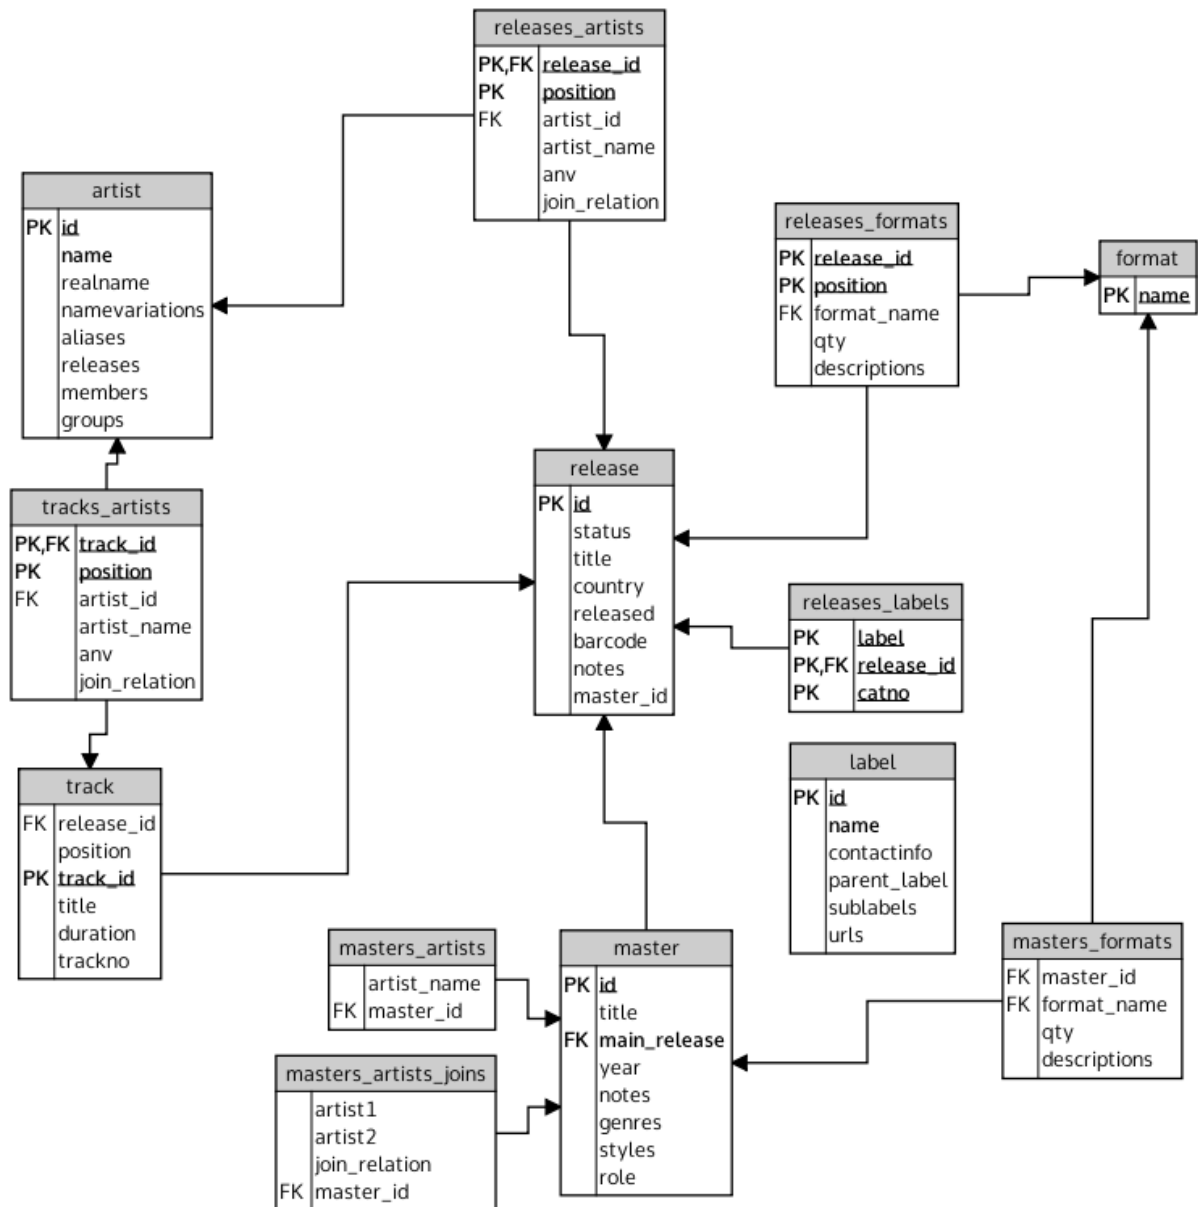 releases_artists
PK,FK release_id
PK position
FK artist_id
artist_name
anv
join_relation
artist
PK id
name
realname
namevariations
aliases
releases
members
groups
releases_formats
PK release_id
PK position
FK format_name
qty
descriptions
format
PK name
tracks_artists
PK,FK track_id
PK position
FK artist_id
artist_name
anv
join_relation
release
PK id
status
title
country
released
barcode
notes
master_id
releases_labels
PK label
PK,FK release_id
PK catno
track
FK release_id
position
PK track_id
title
duration
trackno
label
PK id
name
contactinfo
parent_label
sublabels
urls
masters_artists
artist_name
FK master_id
master
PK id
title
FK main_release
year
notes
genres
styles
role
masters_formats
FK master_id
FK format_name
qty
descriptions
masters_artists_joins
artist1
artist2
join_relation
FK master_id